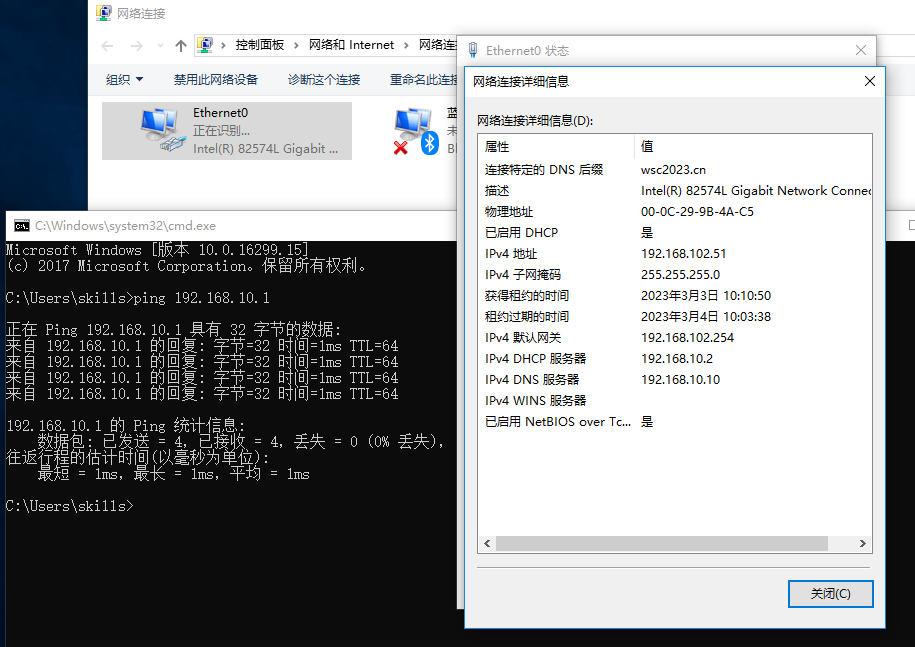 网络连接
控制面板 › 网络和 Internet › 网络连
组织 禁用此网络设备 诊断这个连接 重命名此连接
Ethernet0
正在识别...
Intel(R) 82574L Gigabit ...
蓝
未
Bl
Ethernet0 状态
网络连接详细信息
网络连接详细信息(D):
属性 值
连接特定的 DNS 后缀 wsc2023.cn
描述 Intel(R) 82574L Gigabit Network Connec
物理地址 00-0C-29-9B-4A-C5
已启用 DHCP 是
IPv4 地址 192.168.102.51
IPv4 子网掩码 255.255.255.0
获得租约的时间 2023年3月3日 10:10:50
租约过期的时间 2023年3月4日 10:03:38
IPv4 默认网关 192.168.102.254
IPv4 DHCP 服务器 192.168.10.2
IPv4 DNS 服务器 192.168.10.10
IPv4 WINS 服务器
已启用 NetBIOS over Tc... 是
关闭(C)
C:\Windows\system32\cmd.exe
Microsoft Windows [版本 10.0.16299.15]
(c) 2017 Microsoft Corporation。保留所有权利。
C:\Users\skills>ping 192.168.10.1
正在 Ping 192.168.10.1 具有 32 字节的数据:
来自 192.168.10.1 的回复: 字节=32 时间=1ms TTL=64
来自 192.168.10.1 的回复: 字节=32 时间=1ms TTL=64
来自 192.168.10.1 的回复: 字节=32 时间=1ms TTL=64
来自 192.168.10.1 的回复: 字节=32 时间=1ms TTL=64
192.168.10.1 的 Ping 统计信息:
数据包: 已发送 = 4，已接收 = 4，丢失 = 0 (0% 丢失)，
往返行程的估计时间(以毫秒为单位):
最短 = 1ms，最长 = 1ms，平均 = 1ms
C:\Users\skills>